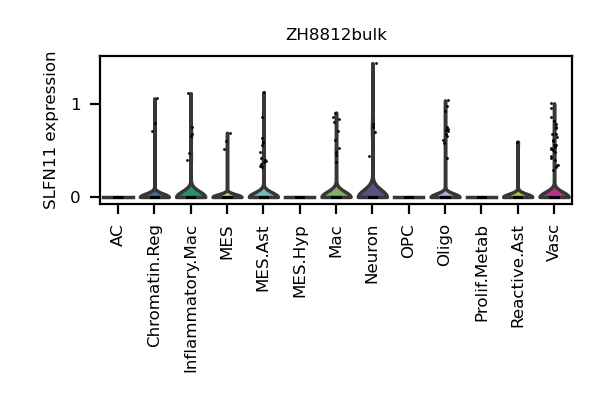 ZH8812bulk
SLFN11 expression
1
0
AC
Chromatin.Reg
Inflammatory.Mac
MES
MES.Ast
MES.Hyp
Mac
Neuron
OPC
Oligo
Prolif.Metab
Reactive.Ast
Vasc